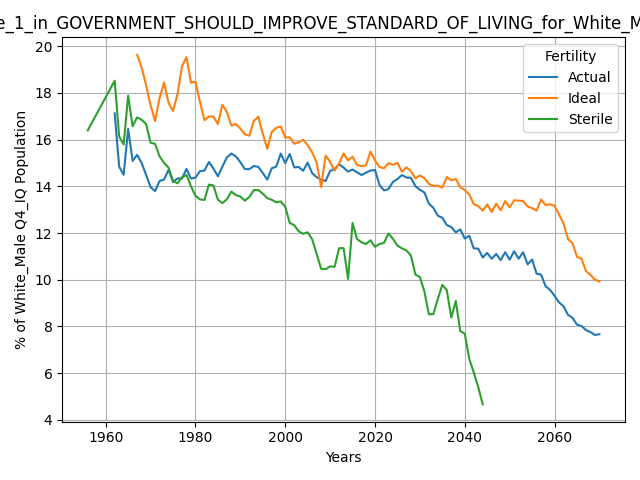 e_1_in_GOVERNMENT_SHOULD_IMPROVE_STANDARD_OF_LIVING_for_White_M
Fertility
Actual
Ideal
Sterile
% of White_Male Q4_IQ Population
20
18
16
14
12
10
8
6
4
1960
1980
2000
2020
2040
2060
Years